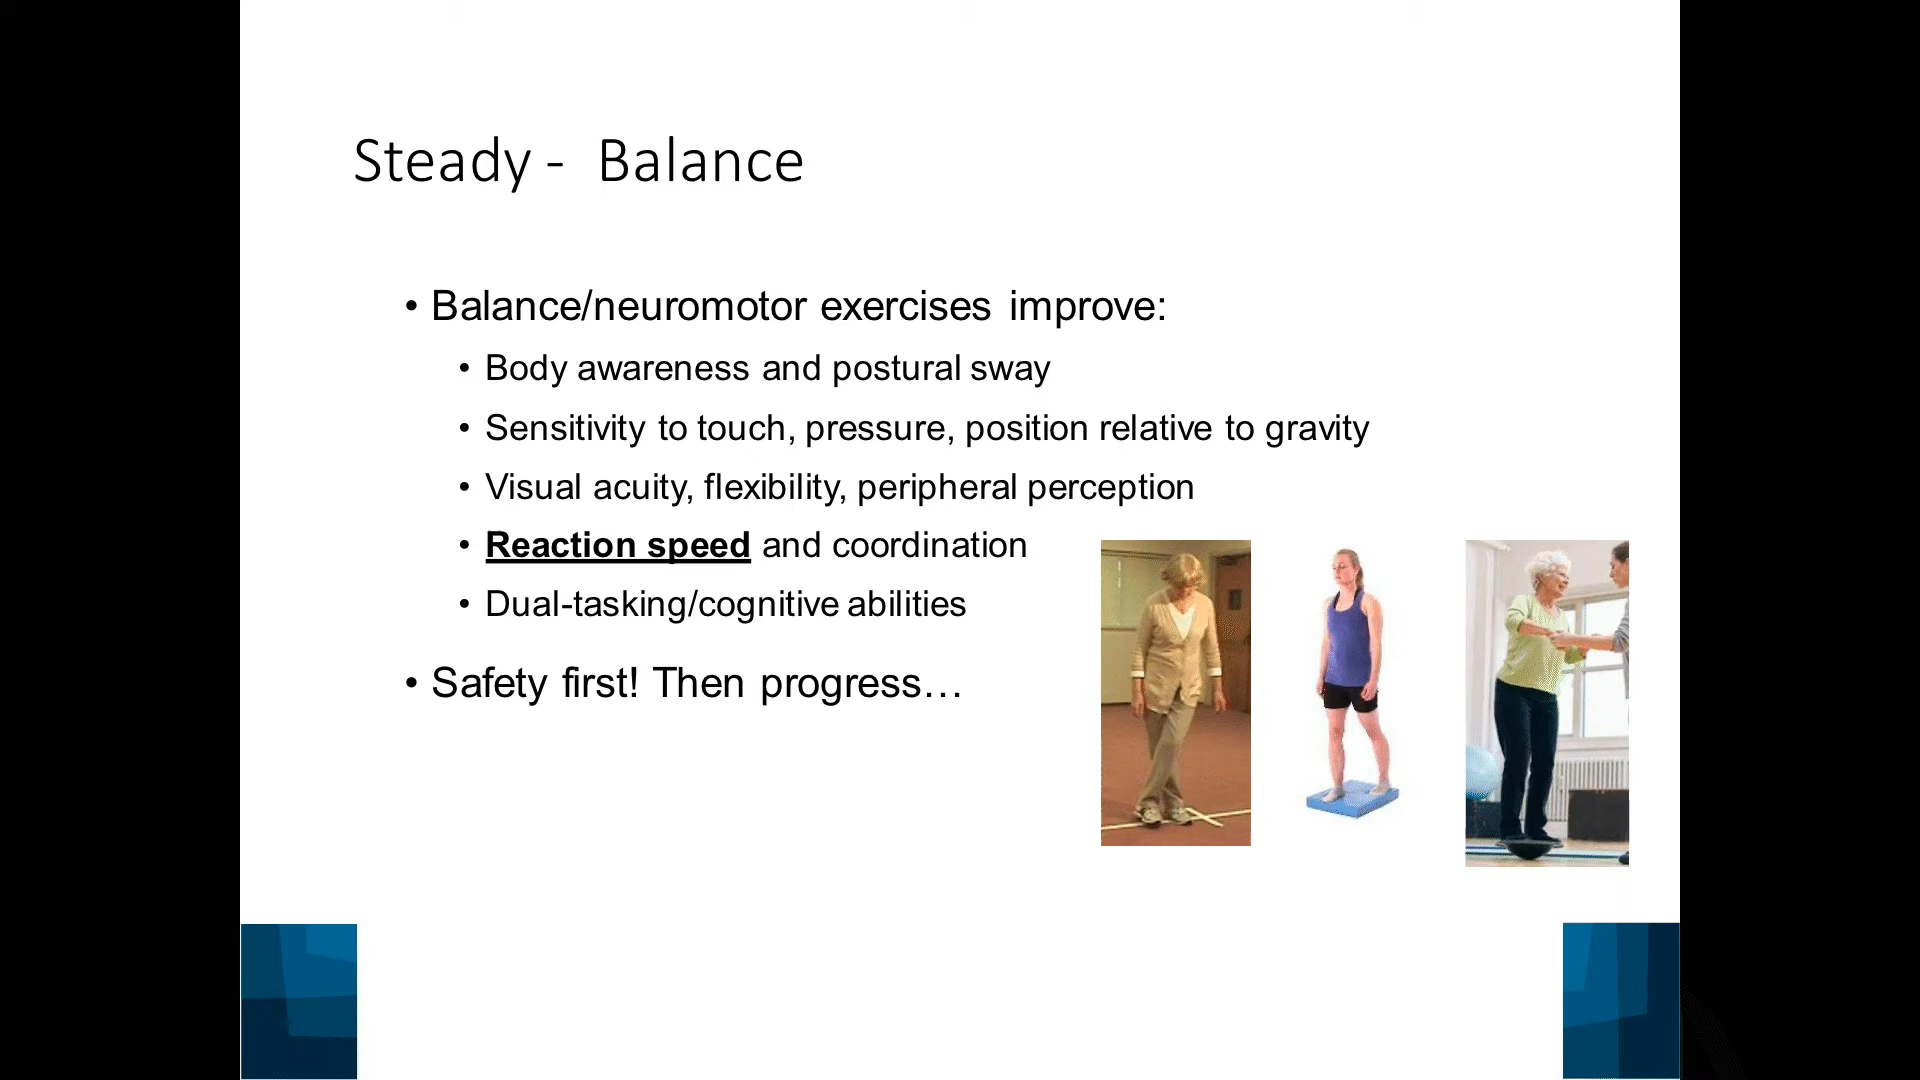 Steady -  Balance
• Balance/neuromotor exercises improve:
• Body awareness and postural sway
• Sensitivity to touch, pressure, position relative to gravity
• Visual acuity, flexibility, peripheral perception
• Reaction speed and coordination
• Dual-tasking/cognitive abilities
• Safety first! Then progress…